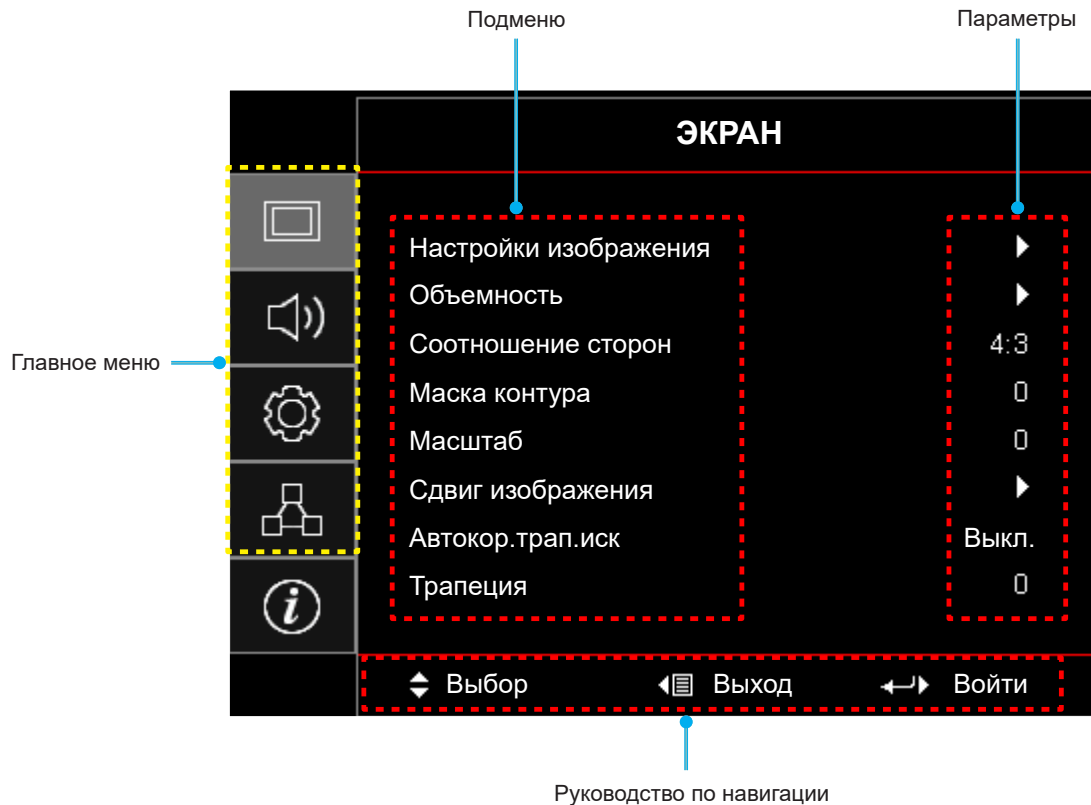 Подменю
Параметры
ЭКРАН
Главное меню
Настройки изображения
Объемность
Соотношение сторон 4:3
Маска контура 0
Масштаб 0
Сдвиг изображения
Автокор.трап.иск Выкл.
Трапеция 0
i
Выбор Выход Войти
Руководство по навигации